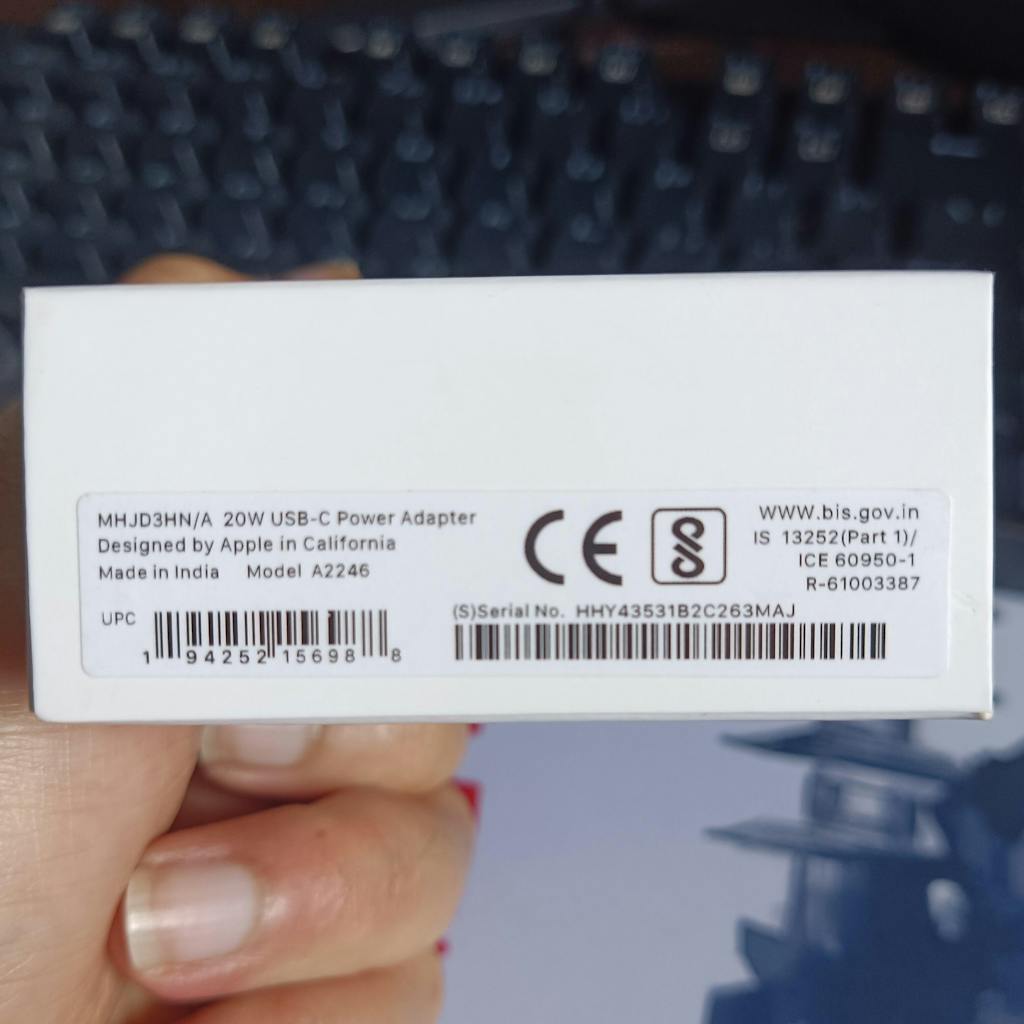 MHJD3HN/A 20W USB-C Power Adapter
Designed by Apple in California
Made in India Model A2246
UPC
1 94252 15698 8
CE
WWW.bis.gov.in
IS 13252(Part 1)/
ICE 60950-1
R-61003387
(S)Serial No. HHY43531B2C263MAJ